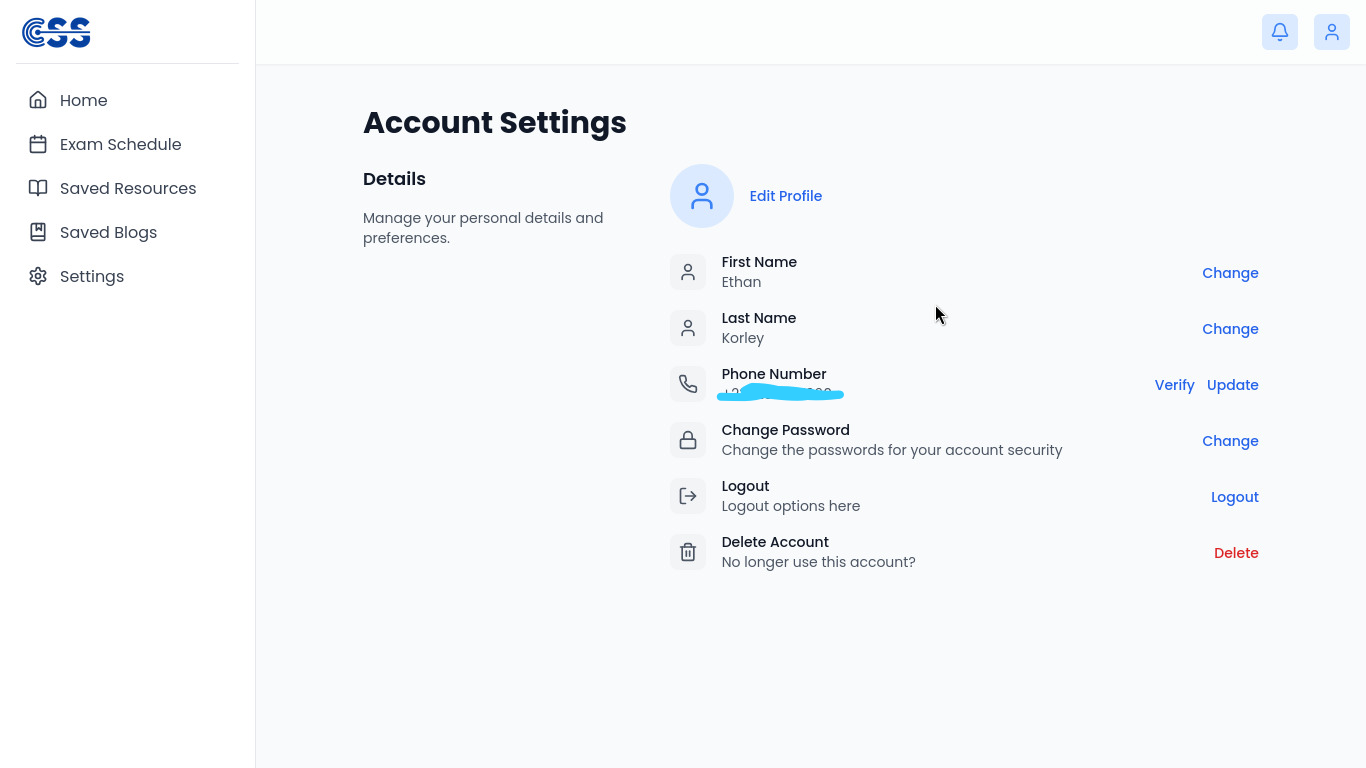 CSS
Home
Exam Schedule
Saved Resources
Saved Blogs
Settings
Account Settings
Details
Manage your personal details and
preferences.
Edit Profile
First Name
Ethan
Change
Last Name
Korley
Change
Phone Number
Verify Update
Change Password
Change the passwords for your account security
Change
Logout
Logout options here
Logout
Delete Account
No longer use this account?
Delete